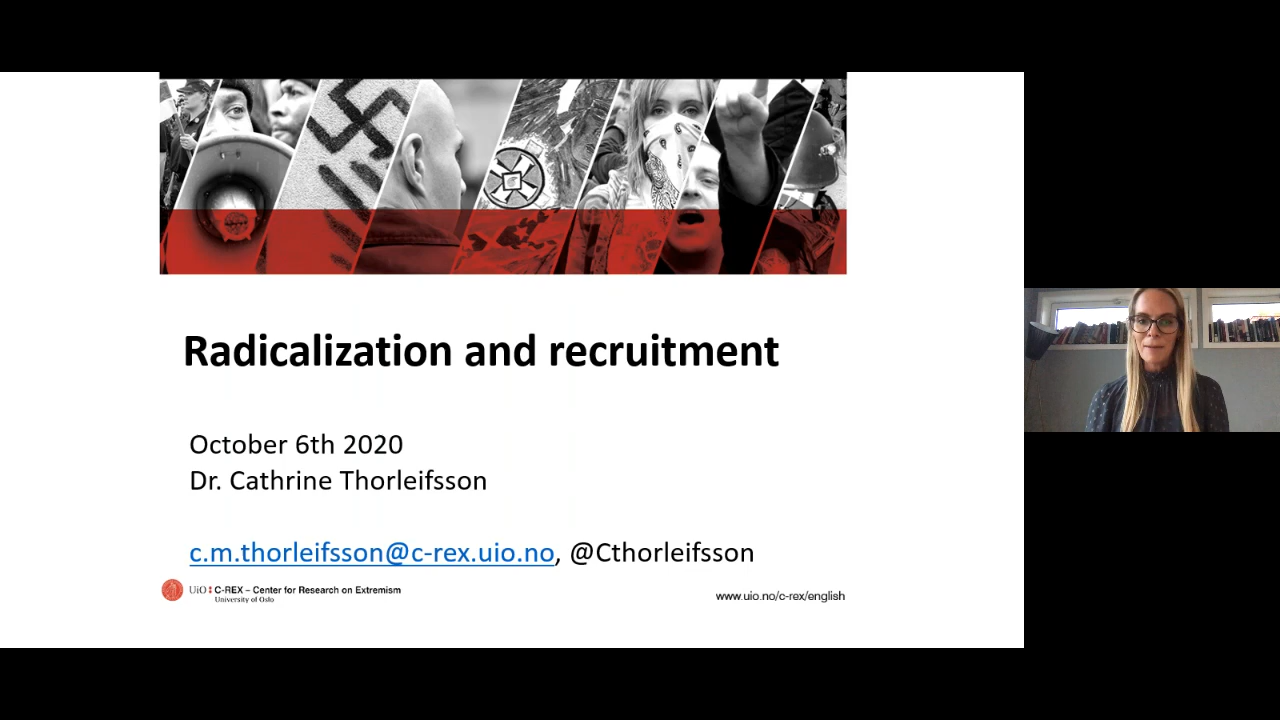 Radicalization and recruitment
October 6th 2020
Dr. Cathrine Thorleifsson
c.m.thorleifsson@c-rex.uio.no, @Cthorleifsson
UiO : C-REX – Center for Research on Extremism
University of Oslo
www.uio.no/c-rex/english